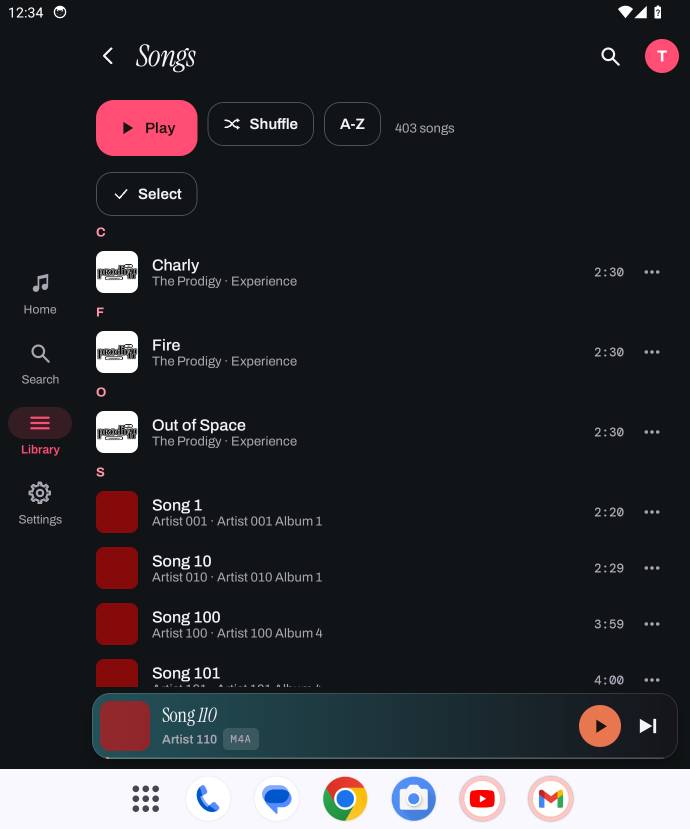 12:34
Songs
T
Play
Shuffle
A-Z
403 songs
Select
C
Charly
The Prodigy · Experience
2:30
F
Fire
The Prodigy · Experience
2:30
O
Out of Space
The Prodigy · Experience
2:30
S
Song 1
Artist 001 · Artist 001 Album 1
2:20
Song 10
Artist 010 · Artist 010 Album 1
2:29
Song 100
Artist 100 · Artist 100 Album 4
3:59
Song 101
4:00
Home
Search
Library
Settings
Song 110
Artist 110
M4A